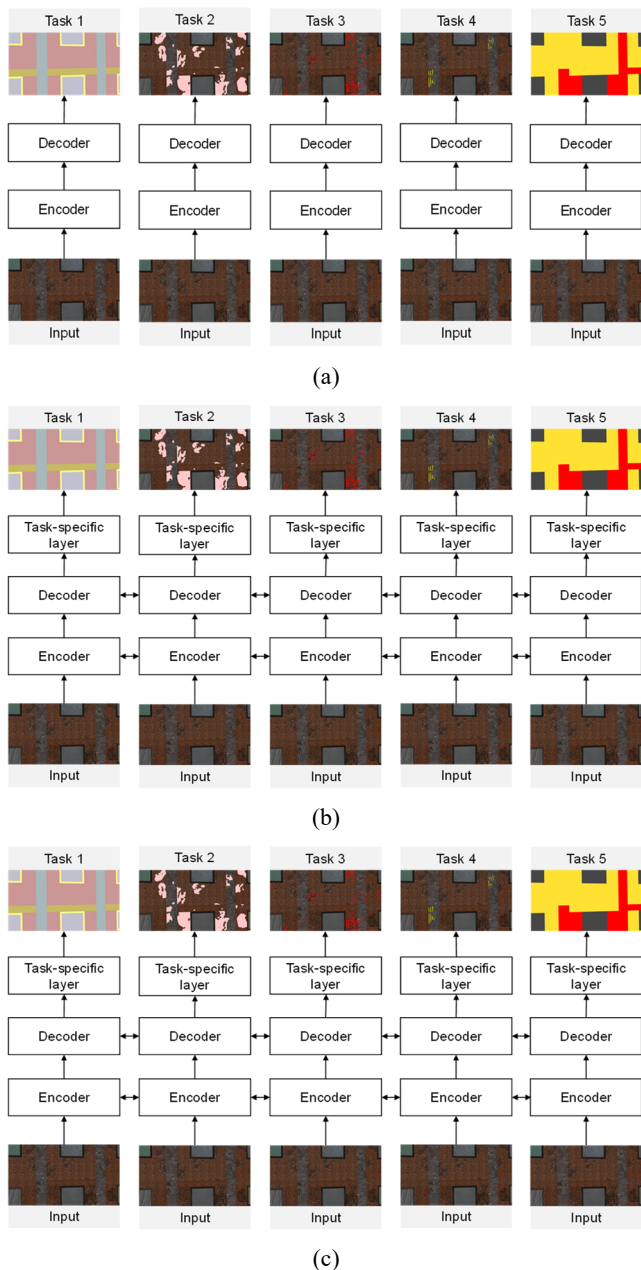 Task 1 Task 2 Task 3 Task 4 Task 5
Decoder Decoder Decoder Decoder Decoder
Encoder Encoder Encoder Encoder Encoder
Input Input Input Input Input
(a)
Task 1 Task 2 Task 3 Task 4 Task 5
Task-specific Task-specific Task-specific Task-specific Task-specific
layer layer layer layer layer
Decoder Decoder Decoder Decoder Decoder
Encoder Encoder Encoder Encoder Encoder
Input Input Input Input Input
(b)
Task 1 Task 2 Task 3 Task 4 Task 5
Task-specific Task-specific Task-specific Task-specific Task-specific
layer layer layer layer layer
Decoder Decoder Decoder Decoder Decoder
Encoder Encoder Encoder Encoder Encoder
Input Input Input Input Input
(c)